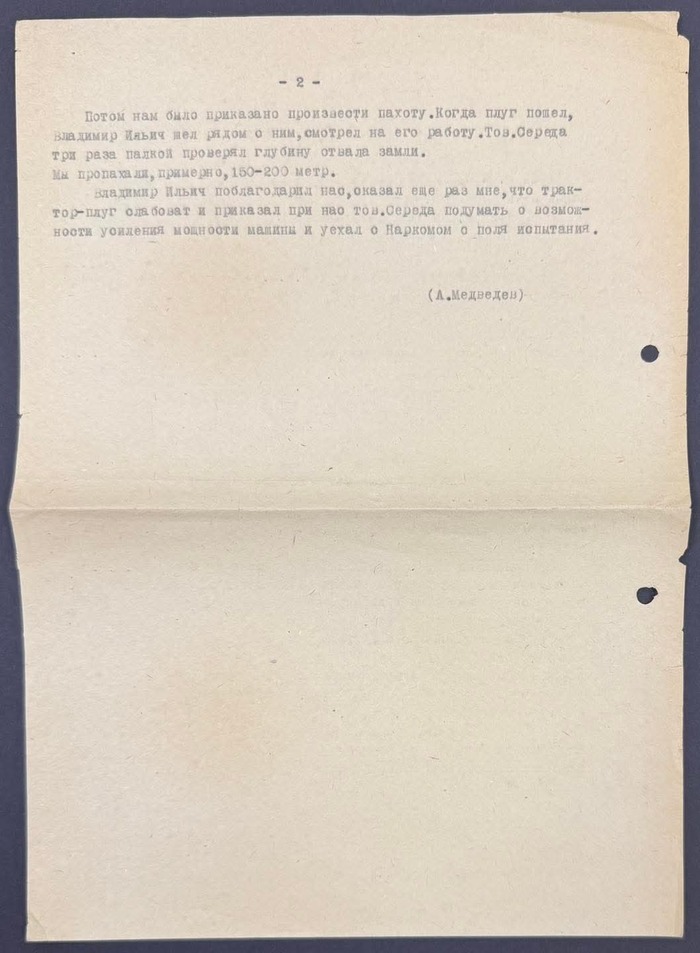 - 2 -
Потом нам было приказано произвести пахоту.Когда плуг пошел,
Владимир Ильич шел рядом с ним,смотрел на его работу.Тов.Середа
три раза палкой проверял глубину отвала замли.
Мы пропахали,примерно,150-200 метр.
Владимир Ильич поблагодарил нас,сказал еще раз мне,что трак-
тор-плуг слабоват и приказал при нас тов.Середа подумать о возмож-
ности усиления мощности машины и уехал с Наркомом с поля испытания.
(А.Медведев)